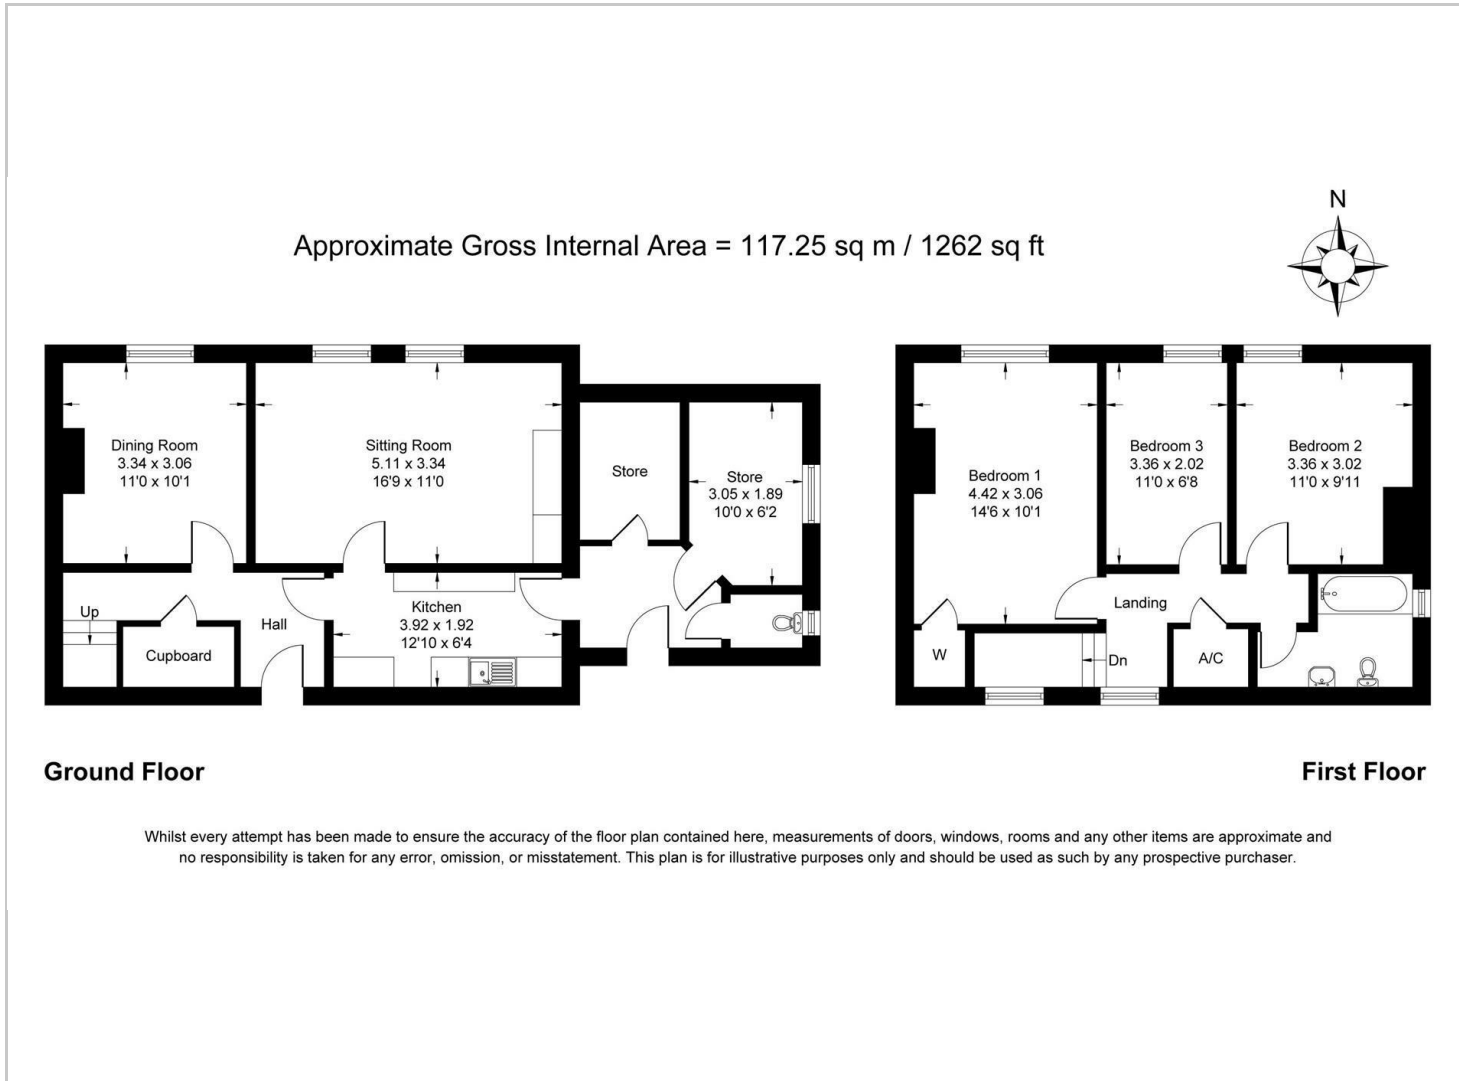 N
Approximate Gross Internal Area = 117.25 sq m / 1262 sq ft
Dining Room
3.34 x 3.06
11'0 x 10'1
Sitting Room
5.11 x 3.34
16'9 x 11'0
Store
Store
3.05 x 1.89
10'0 x 6'2
Up
Cupboard
Hall
Kitchen
3.92 x 1.92
12'10 x 6'4
Ground Floor
Bedroom 1
4.42 x 3.06
14'6 x 10'1
Bedroom 3
3.36 x 2.02
11'0 x 6'8
Bedroom 2
3.36 x 3.02
11'0 x 9'11
Landing
W
Dn
A/C
First Floor
Whilst every attempt has been made to ensure the accuracy of the floor plan contained here, measurements of doors, windows, rooms and any other items are approximate and
no responsibility is taken for any error, omission, or misstatement. This plan is for illustrative purposes only and should be used as such by any prospective purchaser.